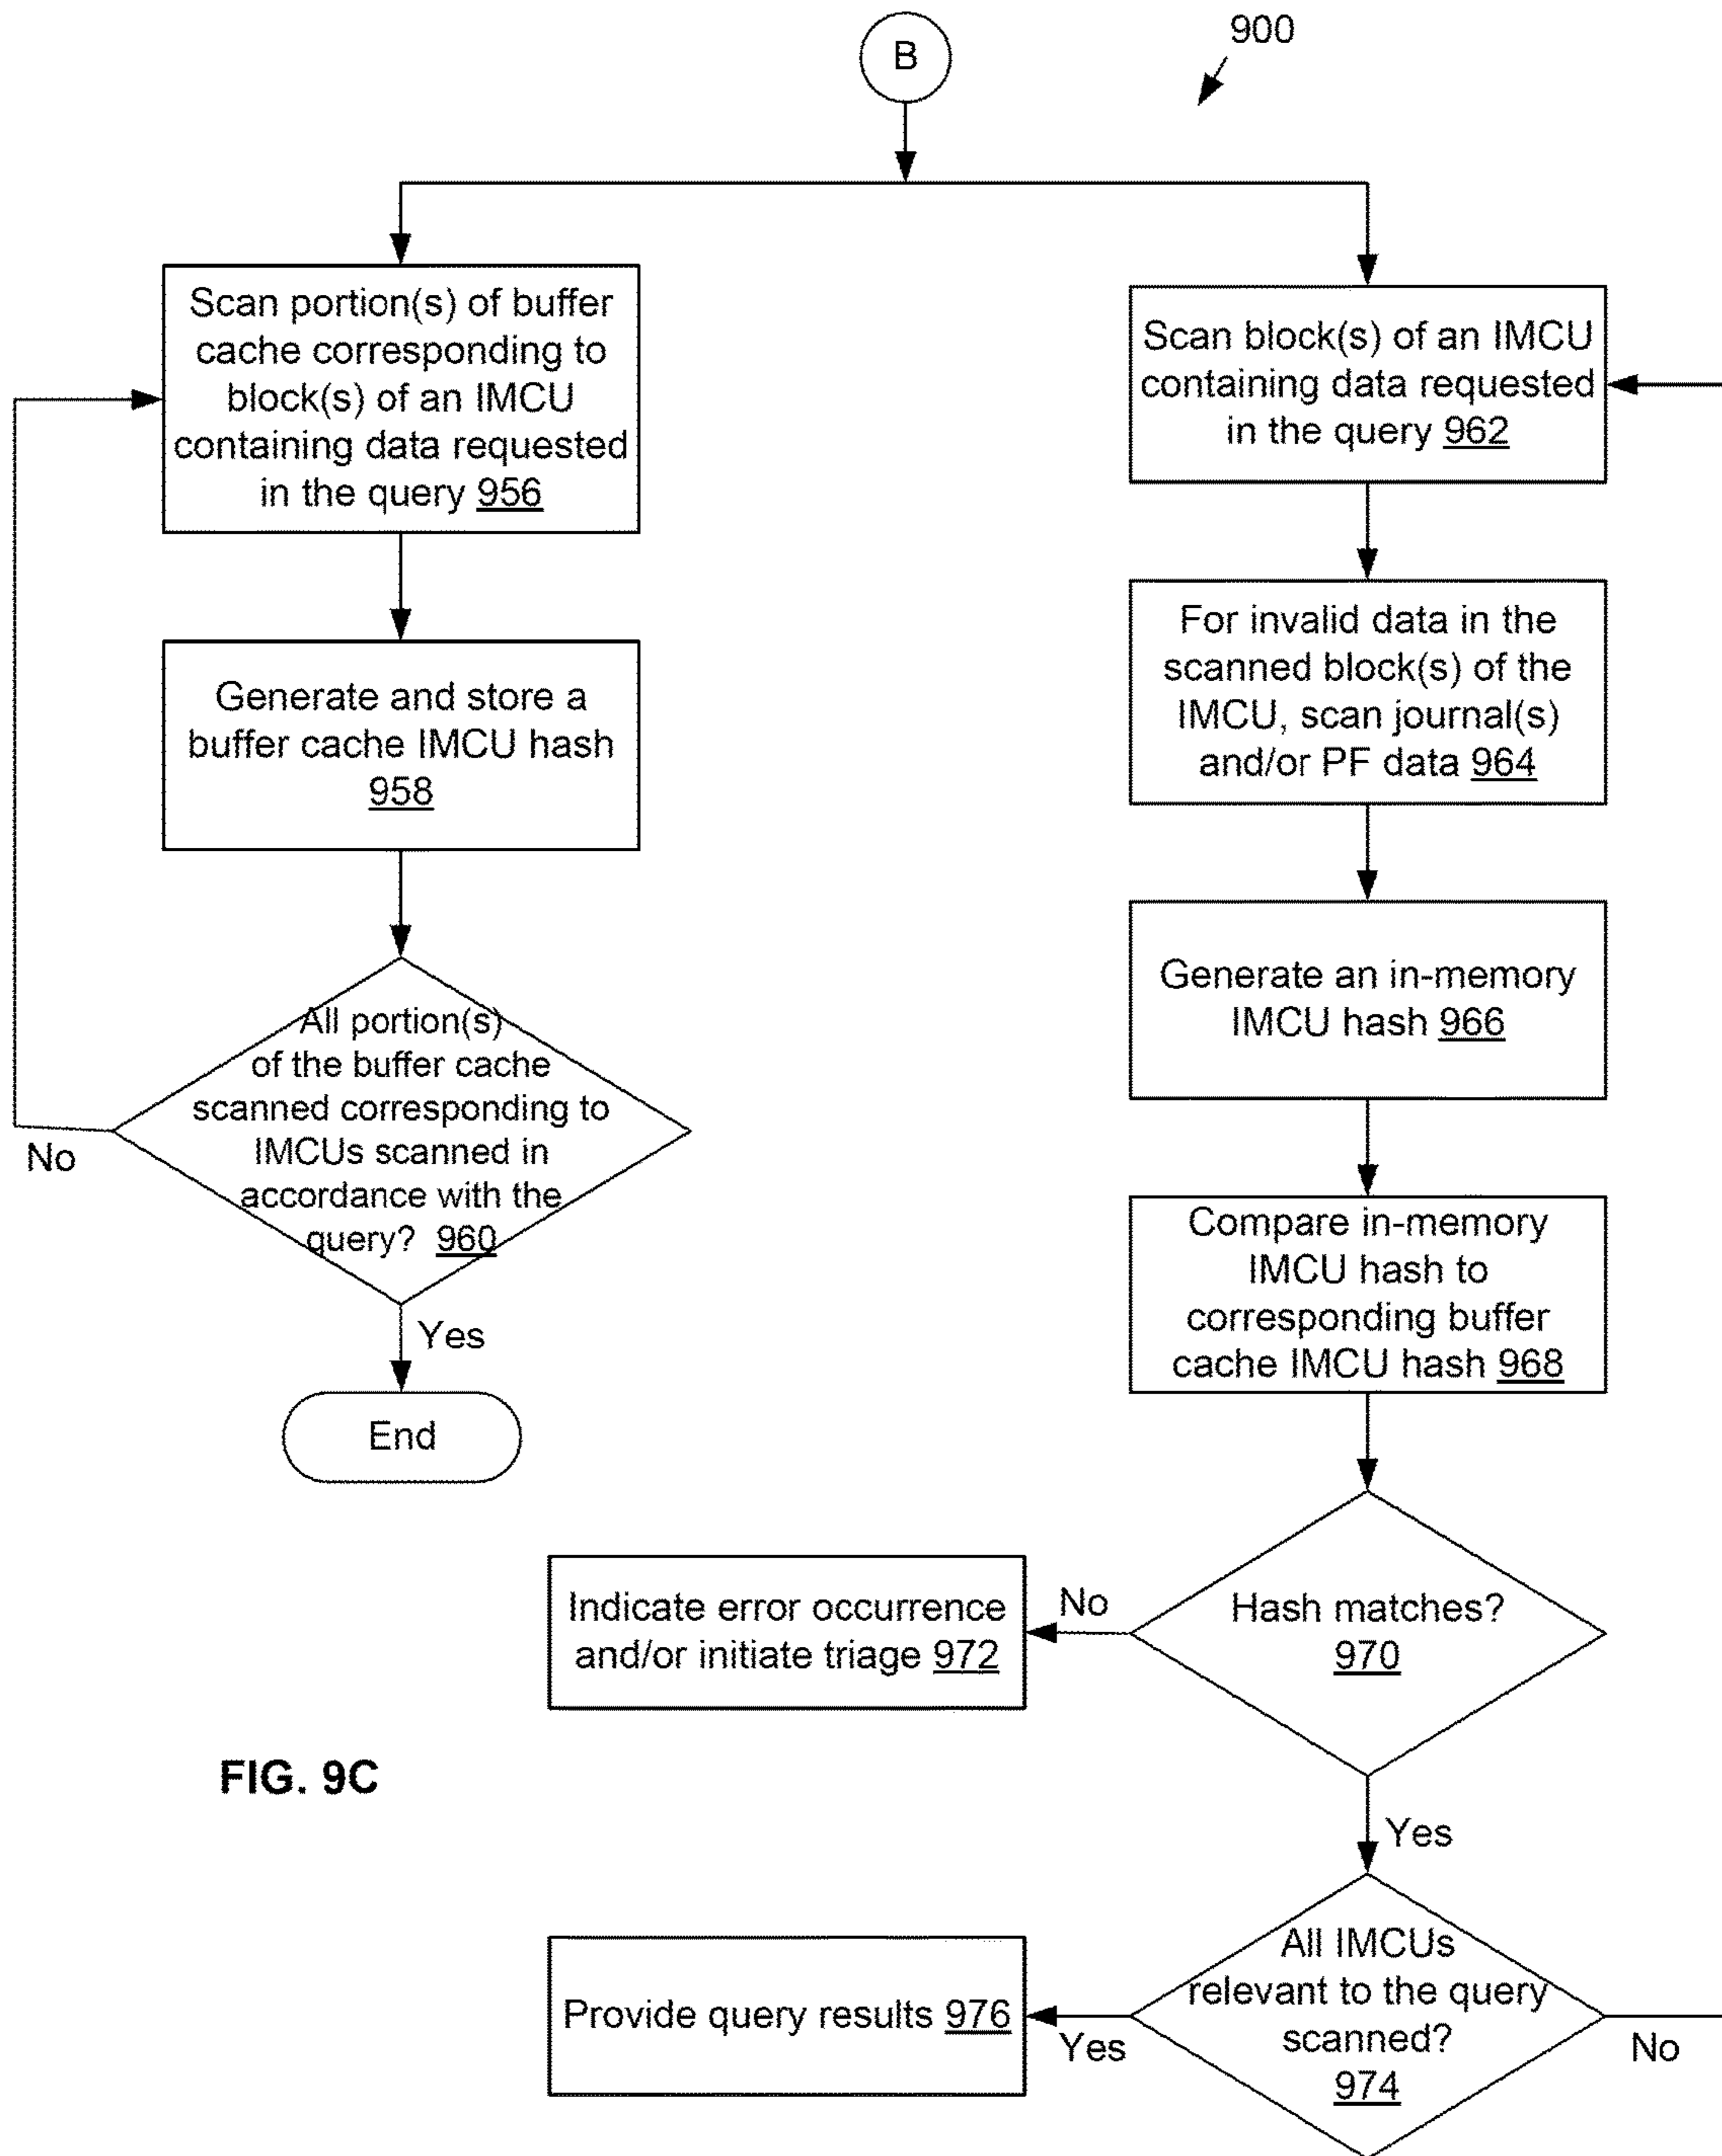 B
900
Scan portion(s) of buffer
cache corresponding to
block(s) of an IMCU
containing data requested
in the query 956
Generate and store a
buffer cache IMCU hash
958
All portion(s)
of the buffer cache
scanned corresponding to
IMCUs scanned in
accordance with the
query? 960
No
Yes
End
Scan block(s) of an IMCU
containing data requested
in the query 962
For invalid data in the
scanned block(s) of the
IMCU, scan journal(s)
and/or PF data 964
Generate an in-memory
IMCU hash 966
Compare in-memory
IMCU hash to
corresponding buffer
cache IMCU hash 968
Hash matches?
970
No
Indicate error occurrence
and/or initiate triage 972
Yes
All IMCUs
relevant to the query
scanned?
974
Yes
No
Provide query results 976
FIG. 9C